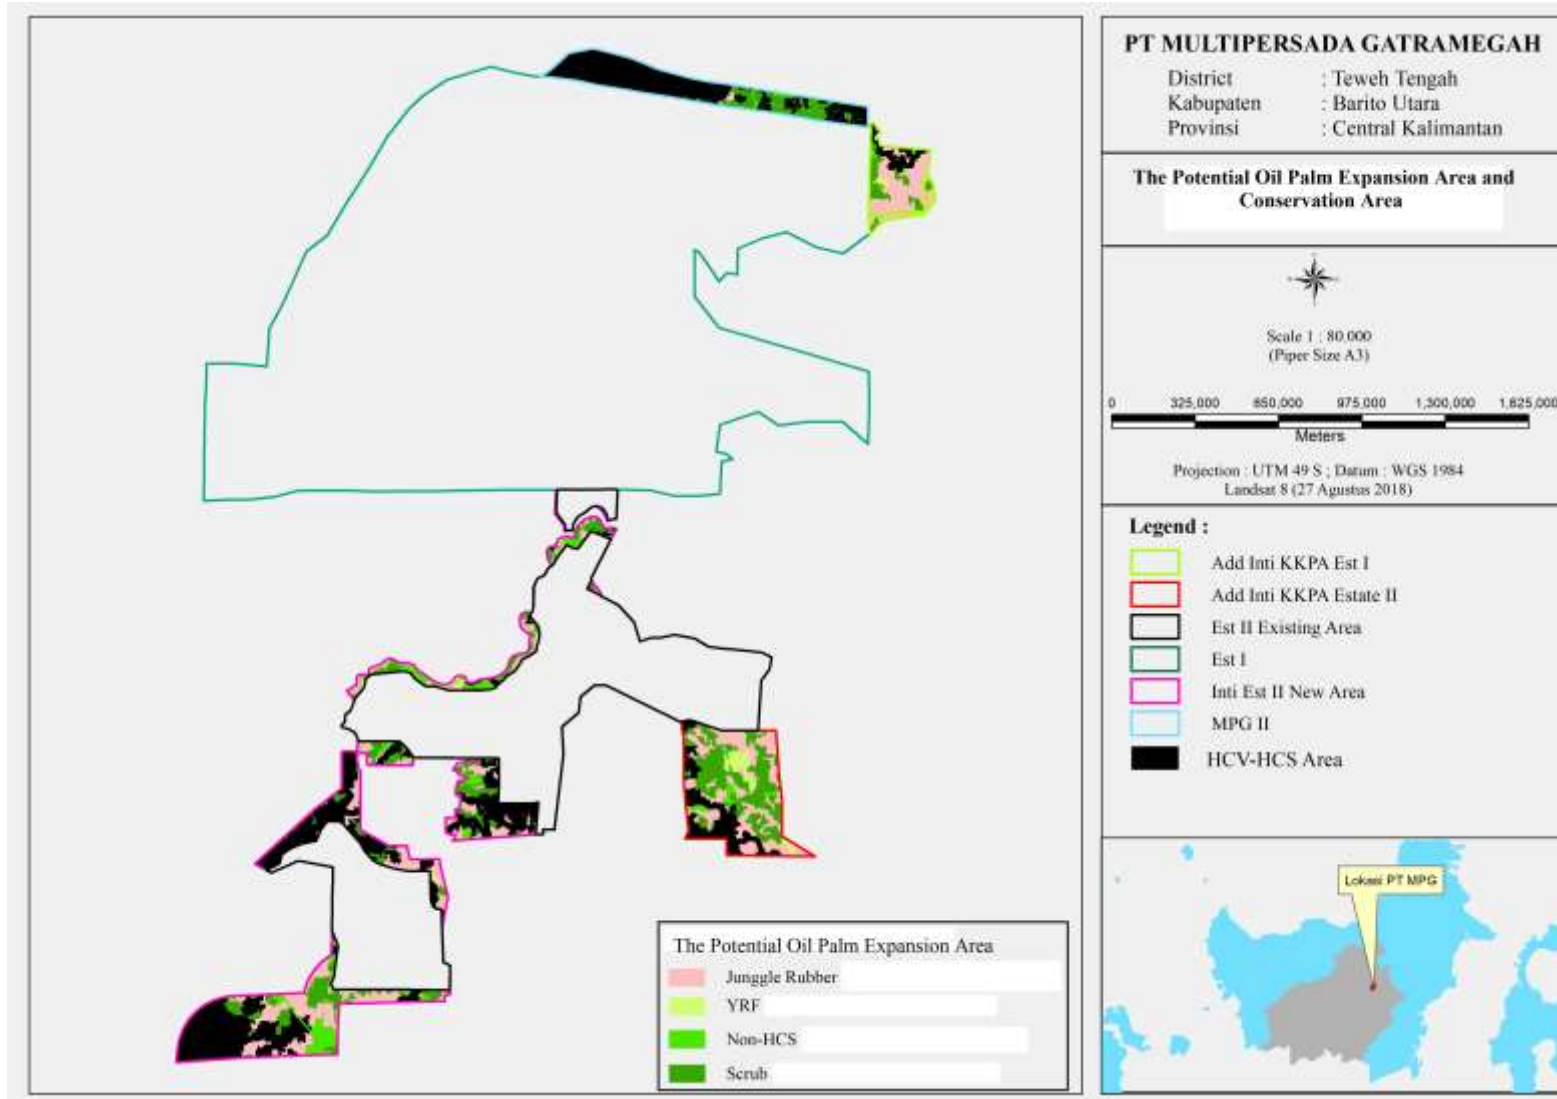 PT MULTIPERSADA GATRAMEGAH
District : Teweh Tengah
Kabupaten : Barito Utara
Provinsi : Central Kalimantan
The Potential Oil Palm Expansion Area and
Conservation Area
Scale 1 : 80.000
(Piper Size A3)
0 325,000 650,000 975,000 1,300,000 1,625,000
Meters
Projection : UTM 49 S ; Datum : WGS 1984
Landsat 8 (27 Agustus 2018)
Legend :
Add Inti KKPA Est I
Add Inti KKPA Estate II
Est II Existing Area
Est I
Inti Est II New Area
MPG II
HCV-HCS Area
Lokasi PT MPG
The Potential Oil Palm Expansion Area
Junggle Rubber
YRF
Non-HCS
Scrub